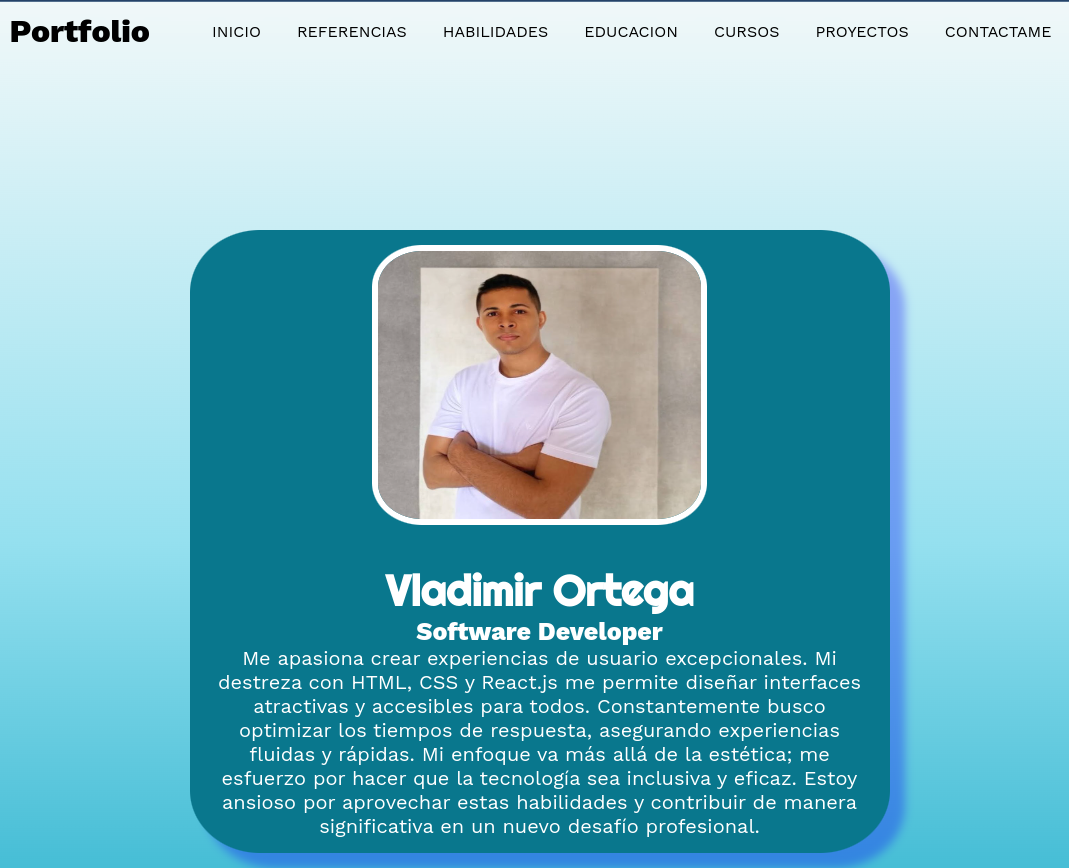 Portfolio
INICIO REFERENCIAS HABILIDADES EDUCACION CURSOS PROYECTOS CONTACTAME
Vladimir Ortega
Software Developer
Me apasiona crear experiencias de usuario excepcionales. Mi
destreza con HTML, CSS y React.js me permite diseñar interfaces
atractivas y accesibles para todos. Constantemente busco
optimizar los tiempos de respuesta, asegurando experiencias
fluidas y rápidas. Mi enfoque va más allá de la estética; me
esfuerzo por hacer que la tecnología sea inclusiva y eficaz. Estoy
ansioso por aprovechar estas habilidades y contribuir de manera
significativa en un nuevo desafío profesional.